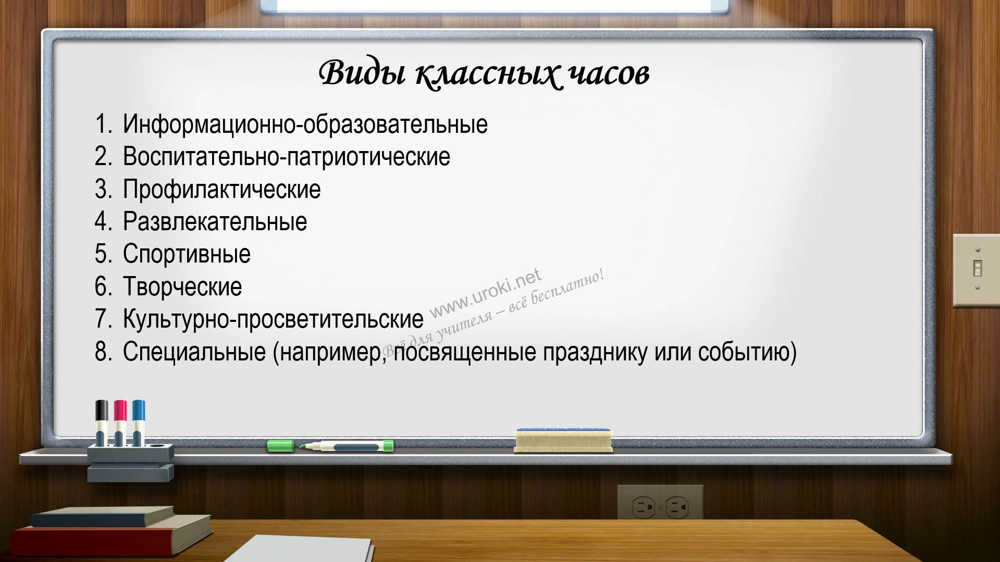 Виды классных часов
1. Информационно-образовательные
2. Воспитательно-патриотические
3. Профилактические
4. Развлекательные
5. Спортивные
6. Творческие
7. Культурно-просветительские
8. Специальные (например, посвященные празднику или событию)
www.uroki.net
Всё для учителя – всё бесплатно!